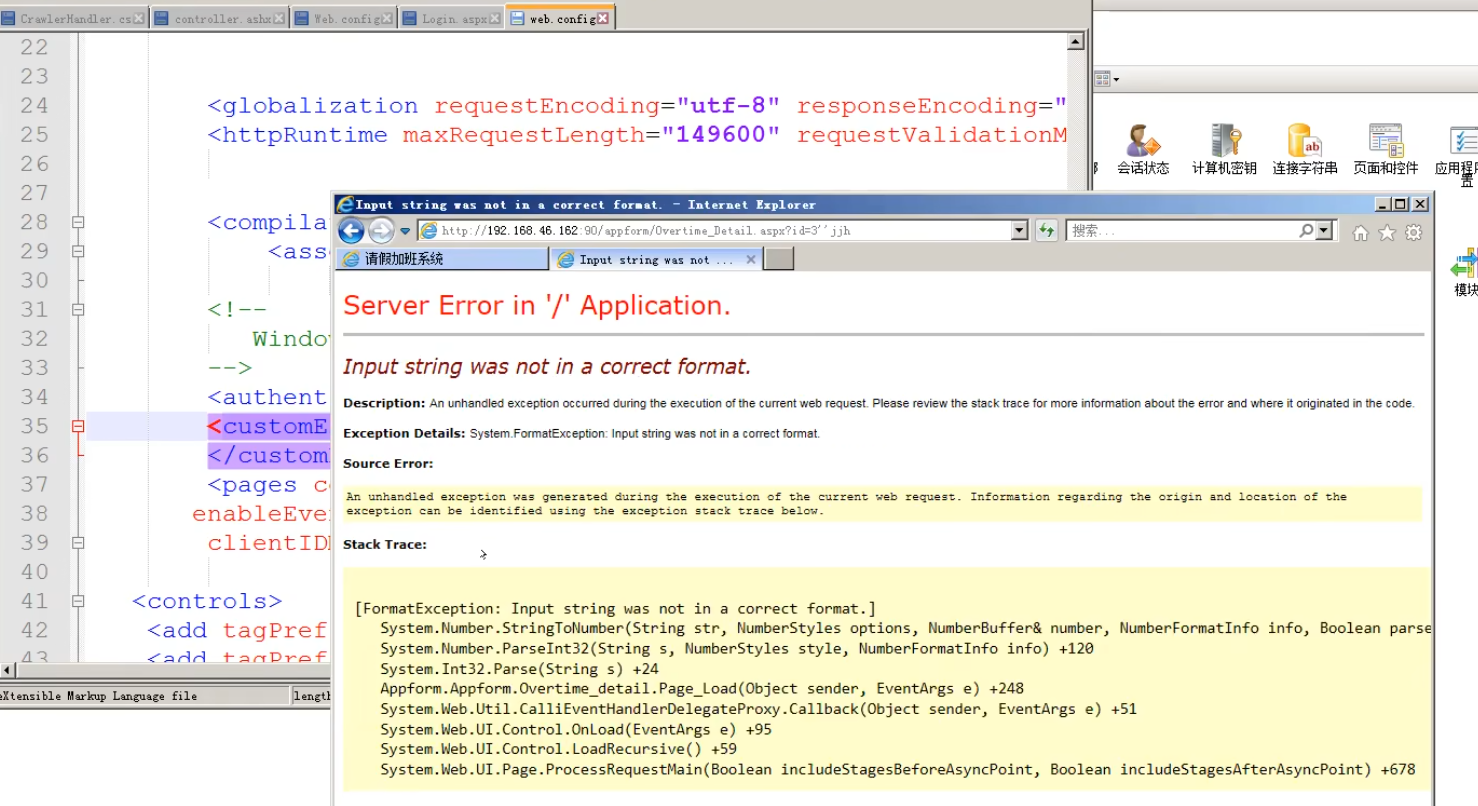 CrawlerHandler.cs controller.ashx Web.config Login.aspx web.config
22
23
24 <globalization requestEncoding="utf-8" responseEncoding="
25 <httpRuntime maxRequestLength="149600" requestValidationM
26
27
28 <compila
29 <ass
30
31 <!--
32 Windo
33 -->
34 <authent
35 <customE
36 </custom
37 <pages c
38 enableEve
39 clientID
40
41 <controls>
42 <add tagPref
43 <add tagPref
eXtensible Markup Language file lengt
会话状态 计算机密钥 连接字符串 页面和控件 应用程序
置
模块
Input string was not in a correct format. - Internet Explorer
http://192.168.46.162:90/appform/Overtime_Detail.aspx?id=3''jjh 搜索...
请假加班系统 Input string was not ...
Server Error in '/' Application.
Input string was not in a correct format.
Description: An unhandled exception occurred during the execution of the current web request. Please review the stack trace for more information about the error and where it originated in the code.
Exception Details: System.FormatException: Input string was not in a correct format.
Source Error:
An unhandled exception was generated during the execution of the current web request. Information regarding the origin and location of the
exception can be identified using the exception stack trace below.
Stack Trace:
[FormatException: Input string was not in a correct format.]
System.Number.StringToNumber(String str, NumberStyles options, NumberBuffer& number, NumberFormatInfo info, Boolean parse
System.Number.ParseInt32(String s, NumberStyles style, NumberFormatInfo info) +120
System.Int32.Parse(String s) +24
Appform.Appform.Overtime_detail.Page_Load(Object sender, EventArgs e) +248
System.Web.Util.CalliEventHandlerDelegateProxy.Callback(Object sender, EventArgs e) +51
System.Web.UI.Control.OnLoad(EventArgs e) +95
System.Web.UI.Control.LoadRecursive() +59
System.Web.UI.Page.ProcessRequestMain(Boolean includeStagesBeforeAsyncPoint, Boolean includeStagesAfterAsyncPoint) +678